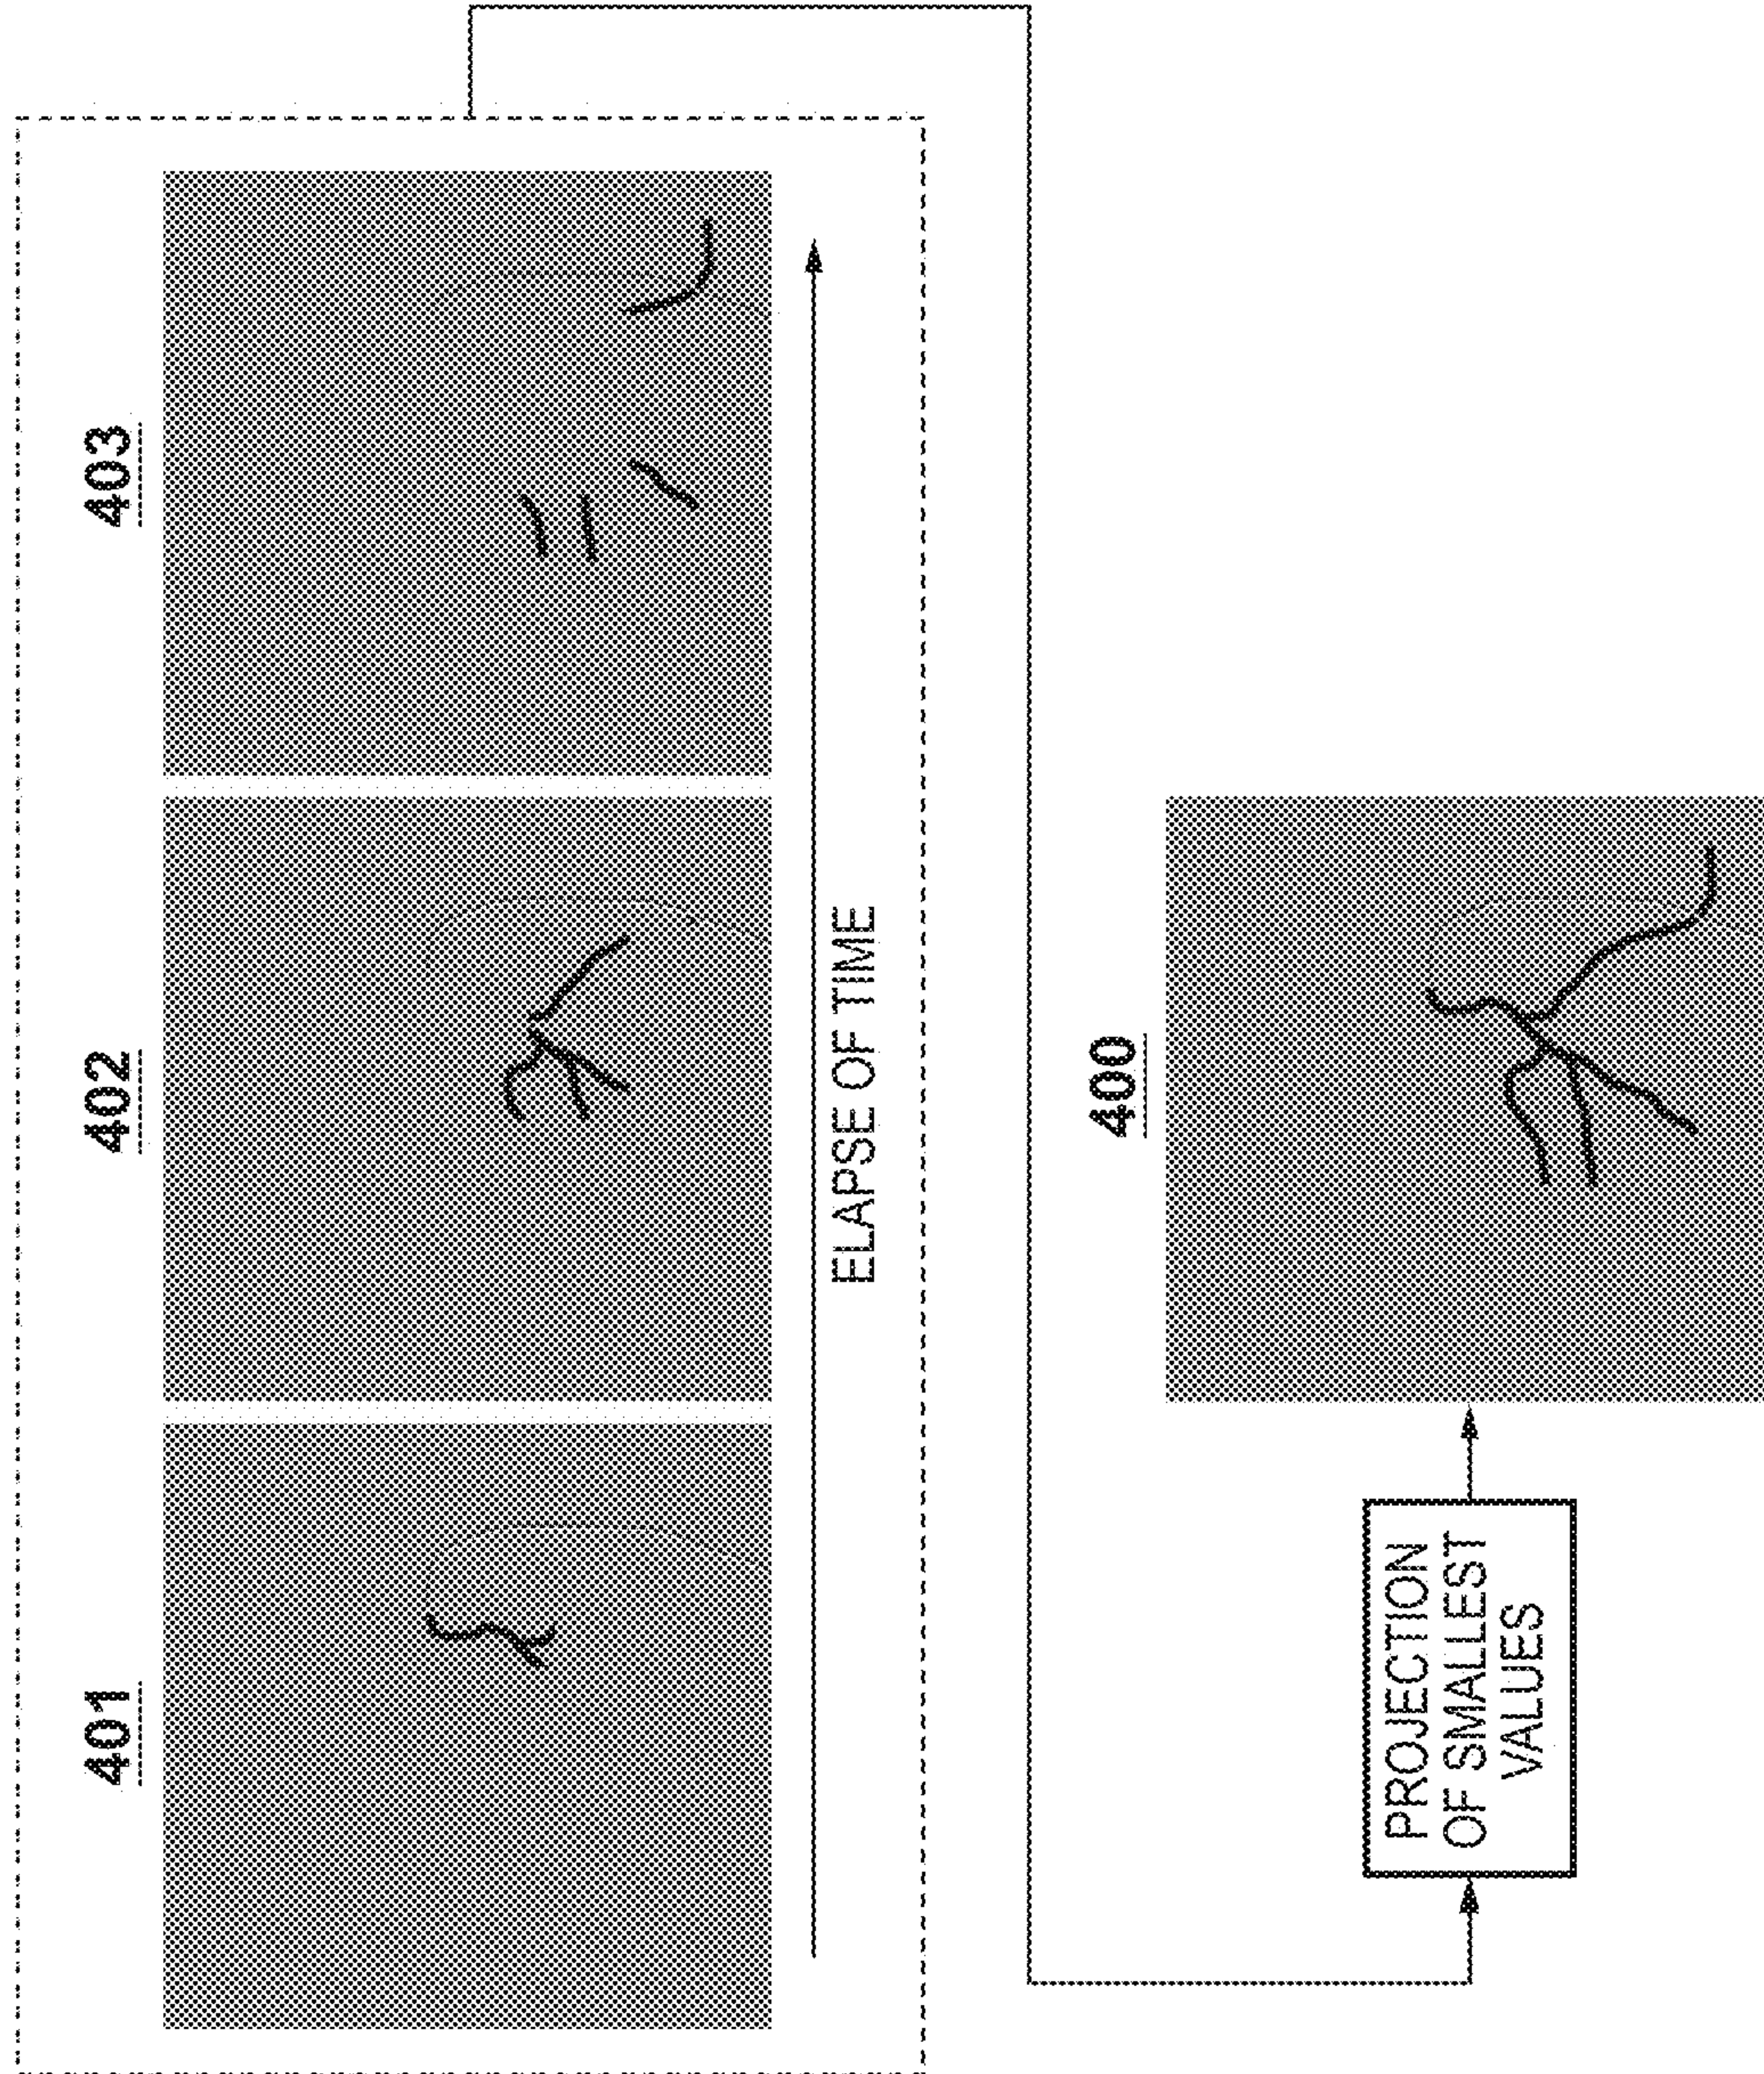 401
402
403
ELAPSE OF TIME
PROJECTION
OF SMALLEST
VALUES
400